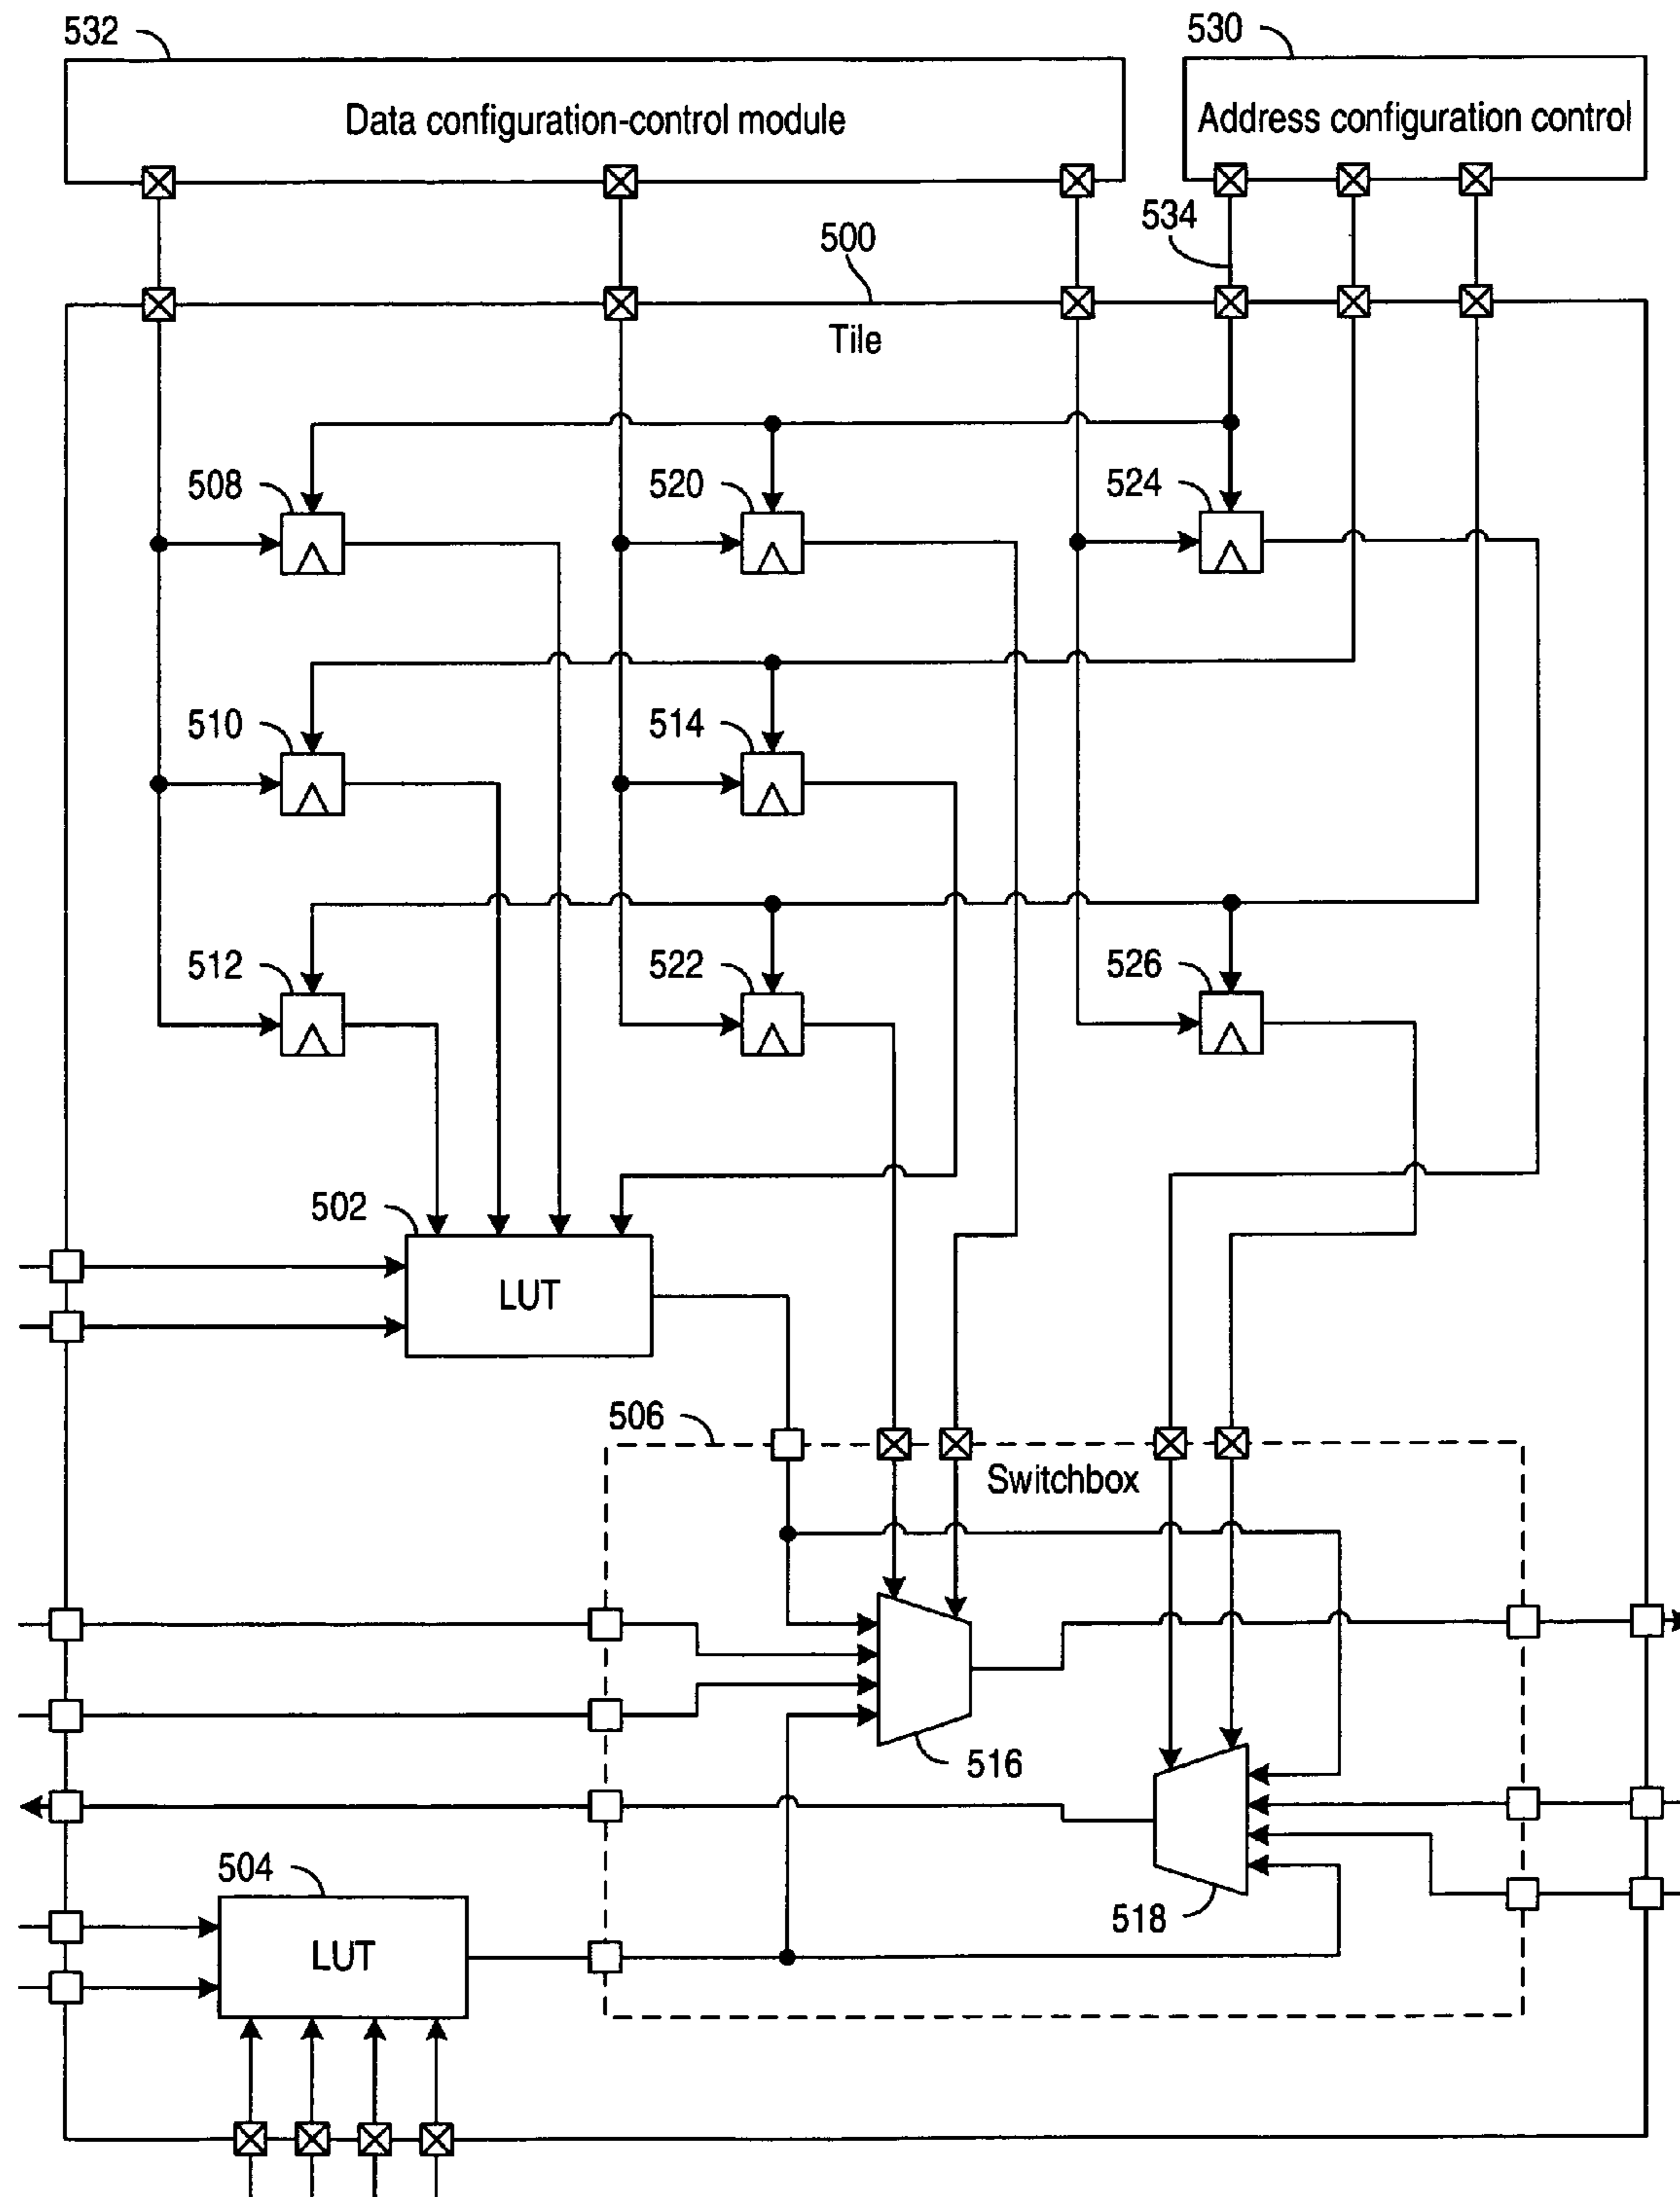 532
530
Data configuration-control module
Address configuration control
534
500
Tile
508
520
524
510
514
512
522
526
502
LUT
506
Switchbox
516
504
LUT
518